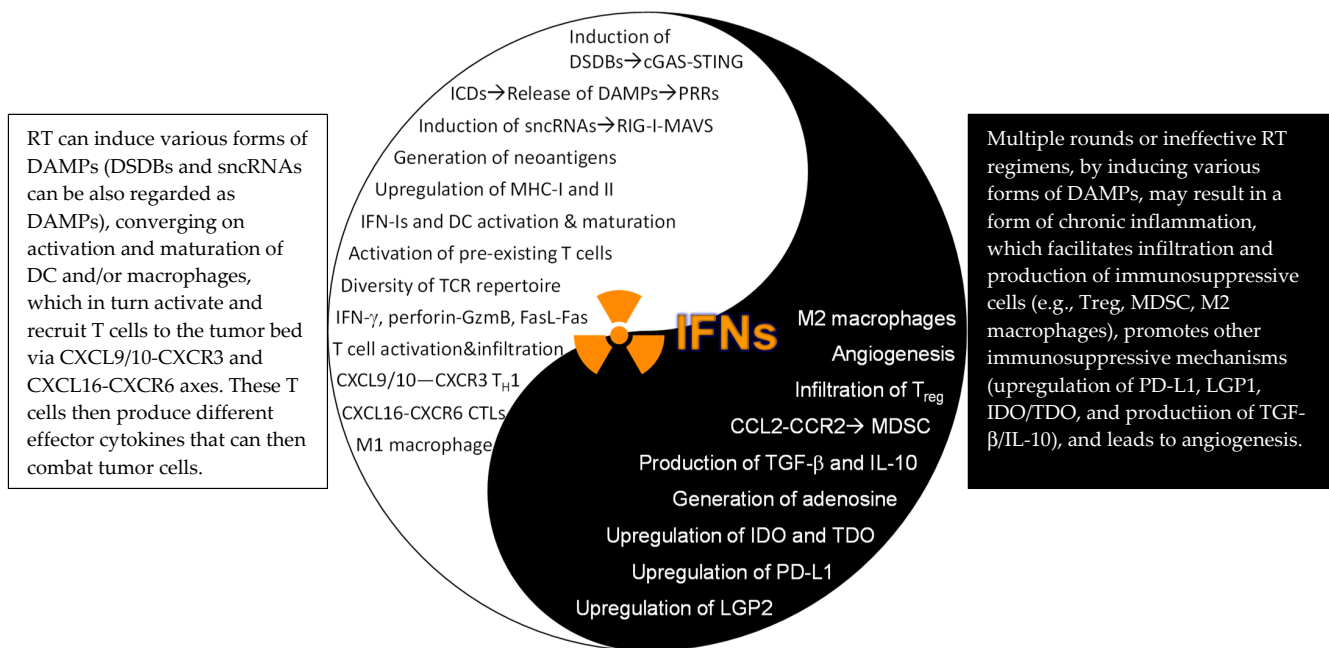 RT can induce various forms of
DAMPs (DSDBs and sncRNAs
can be also regarded as
DAMPs), converging on
activation and maturation of
DC and/or macrophages,
which in turn activate and
recruit T cells to the tumor bed
via CXCL9/10-CXCR3 and
CXCL16-CXCR6 axes. These T
cells then produce different
effector cytokines that can then
combat tumor cells.
Induction of
DSDBs→cGAS-STING
ICDs→Release of DAMPs→PRRs
Induction of sncRNAs→RIG-I-MAVS
Generation of neoantigens
Upregulation of MHC-I and II
IFN-Is and DC activation & maturation
Activation of pre-existing T cells
Diversity of TCR repertoire
IFN-γ, perforin-GzmB, FasL-Fas
T cell activation&infiltration
CXCL9/10—CXCR3 TH1
CXCL16-CXCR6 CTLs
M1 macrophage
IFNs
M2 macrophages
Angiogenesis
Infiltration of Treg
CCL2-CCR2→ MDSC
Production of TGF-β and IL-10
Generation of adenosine
Upregulation of IDO and TDO
Upregulation of PD-L1
Upregulation of LGP2
Multiple rounds or ineffective RT
regimens, by inducing various
forms of DAMPs, may result in a
form of chronic inflammation,
which facilitates infiltration and
production of immunosuppressive
cells (e.g., Treg, MDSC, M2
macrophages), promotes other
immunosuppressive mechanisms
(upregulation of PD-L1, LGP1,
IDO/TDO, and productiion of TGF-
β/IL-10), and leads to angiogenesis.